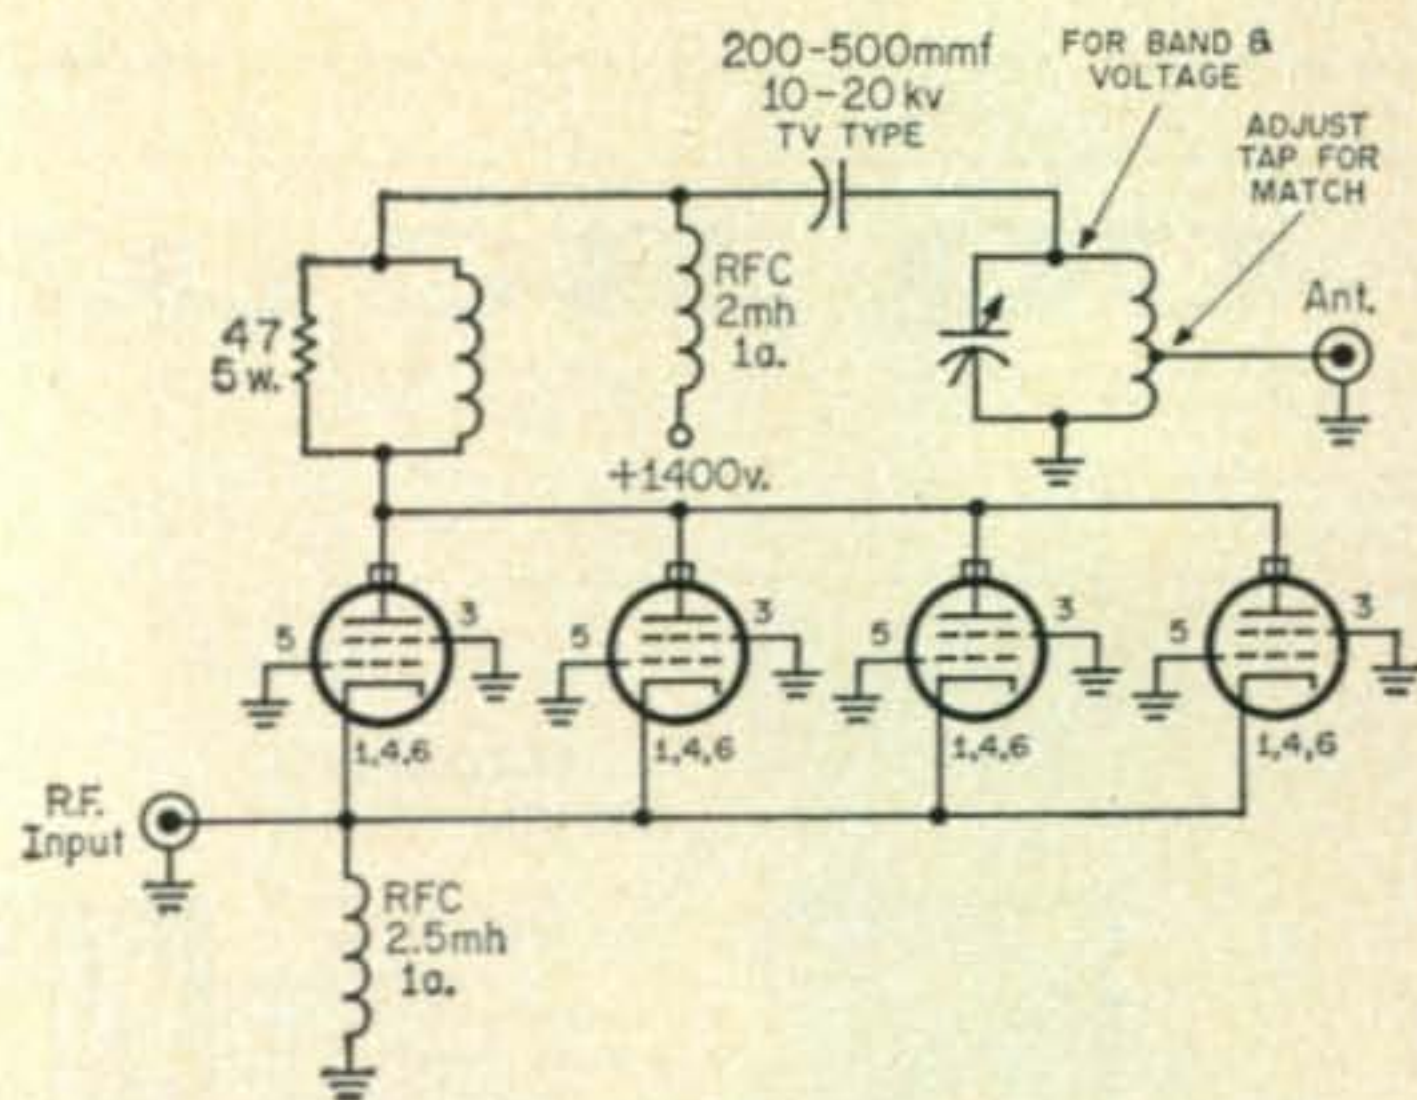 200-500mmf
10-20 kv
TV TYPE
FOR BAND &
VOLTAGE
ADJUST
TAP FOR
MATCH
RFC
2mh
1a.
Ant.
47
5w.
+1400v.
5
3
5
3
5
3
5
3
1,4,6
1,4,6
1,4,6
1,4,6
R.F.
Input
RFC
2.5mh
1a.